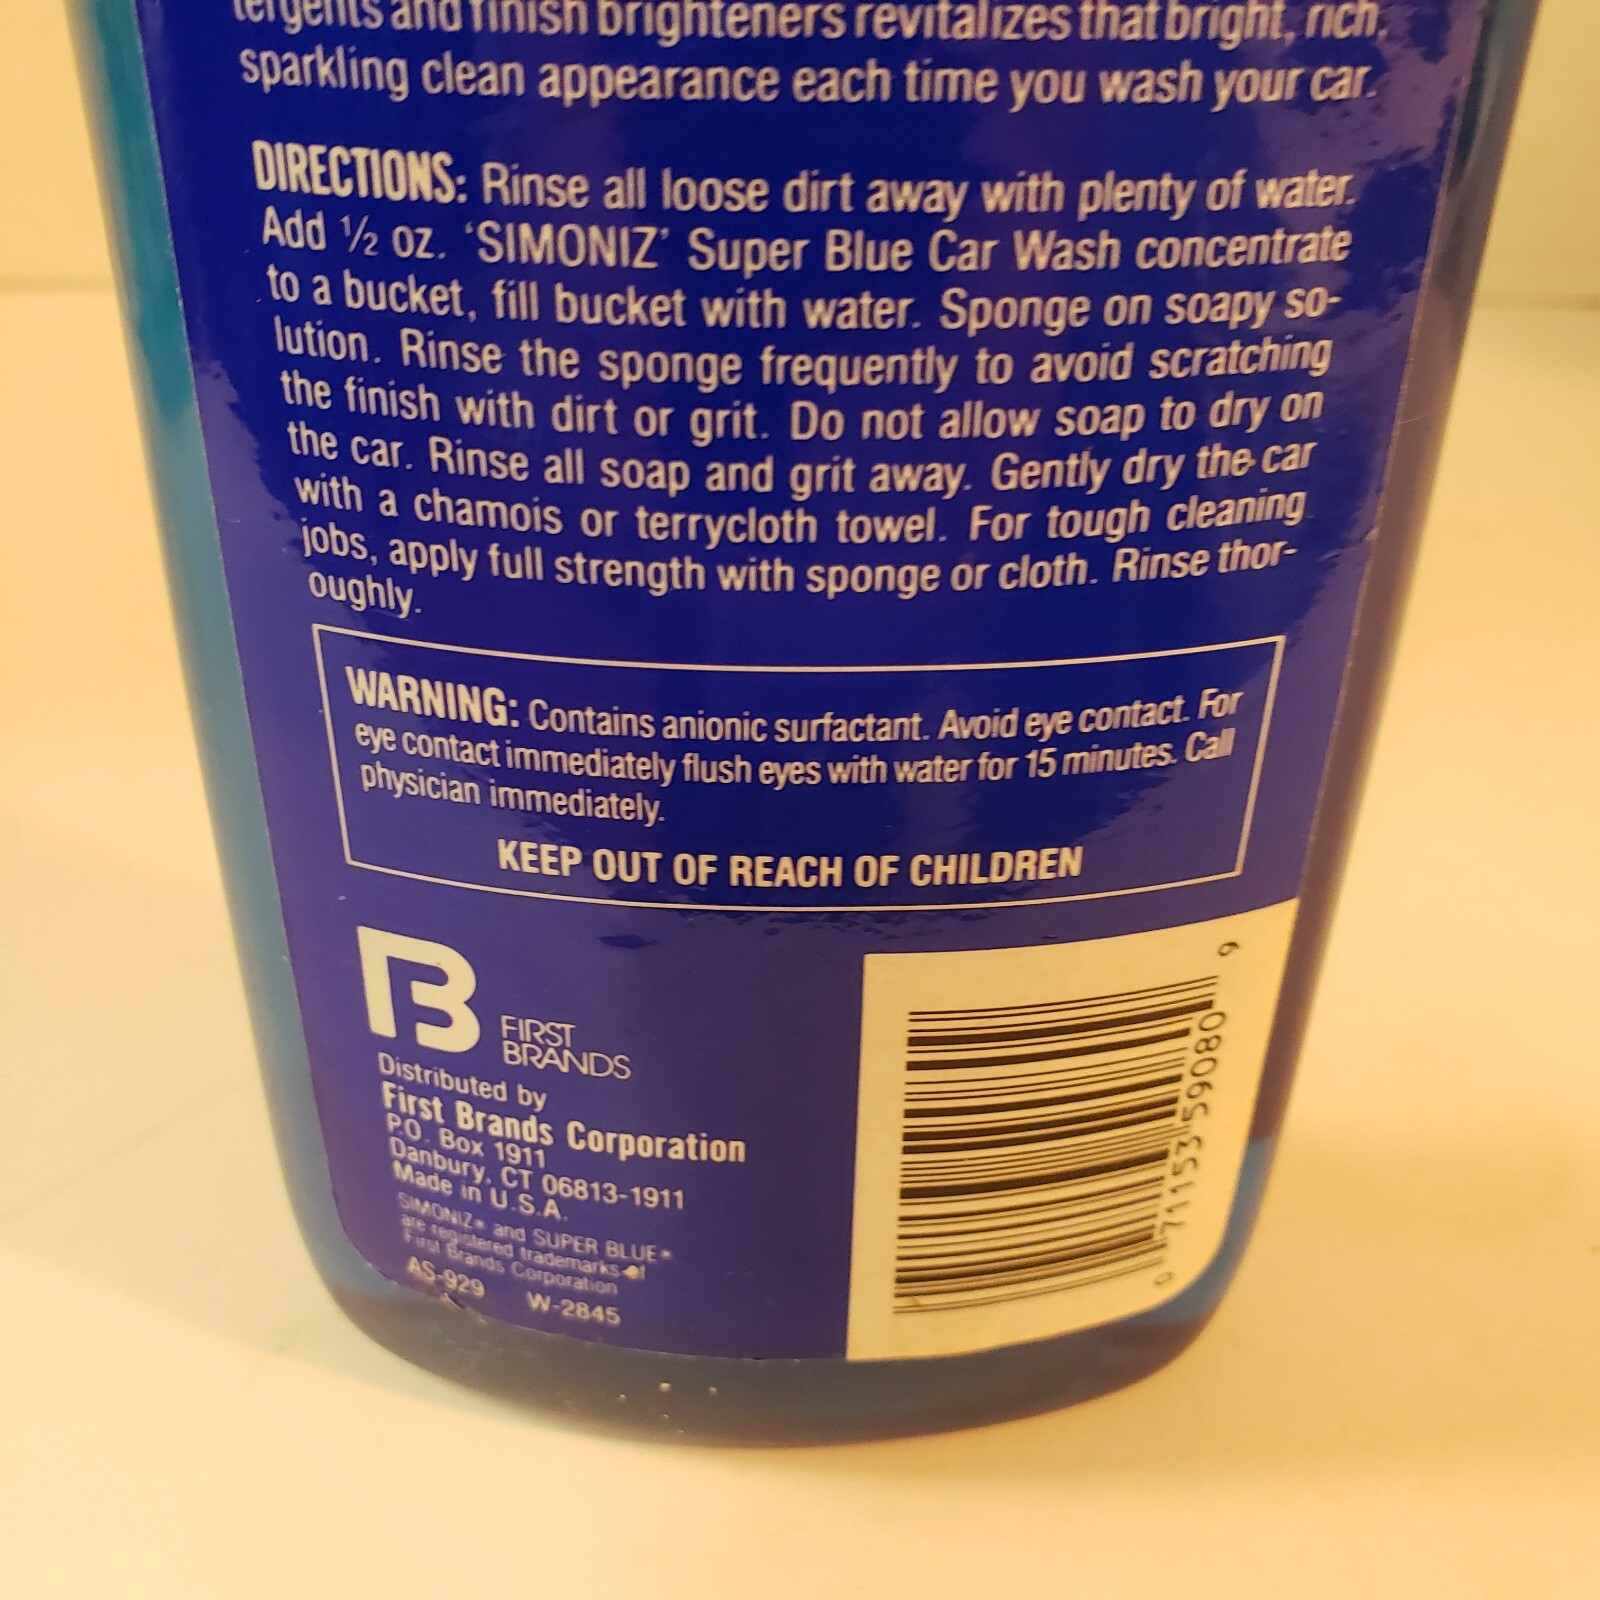 tergents and finish brighteners revitalizes that bright, rich,
sparkling clean appearance each time you wash your car.
DIRECTIONS: Rinse all loose dirt away with plenty of water.
Add ½ oz. ‘SIMONIZ’ Super Blue Car Wash concentrate
to a bucket, fill bucket with water. Sponge on soapy so-
lution. Rinse the sponge frequently to avoid scratching
the finish with dirt or grit. Do not allow soap to dry on
the car. Rinse all soap and grit away. Gently dry the car
with a chamois or terrycloth towel. For tough cleaning
jobs, apply full strength with sponge or cloth. Rinse thor-
oughly.
WARNING: Contains anionic surfactant. Avoid eye contact. For
eye contact immediately flush eyes with water for 15 minutes. Call
physician immediately.
KEEP OUT OF REACH OF CHILDREN
FIRST
BRANDS
Distributed by
First Brands Corporation
P.O. Box 1911
Danbury, CT 06813-1911
Made in U.S.A.
SIMONIZ® and SUPER BLUE®
are registered trademarks of
First Brands Corporation
AS-929 W-2845
0 71153 59080 9